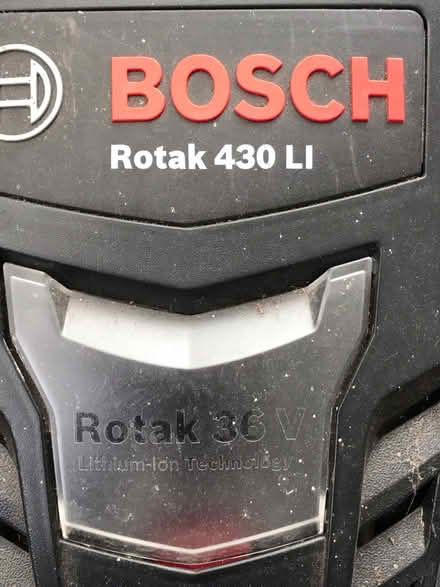 BOSCH
Rotak 430 LI
Rotak 36 V
Lithium-Ion Technology